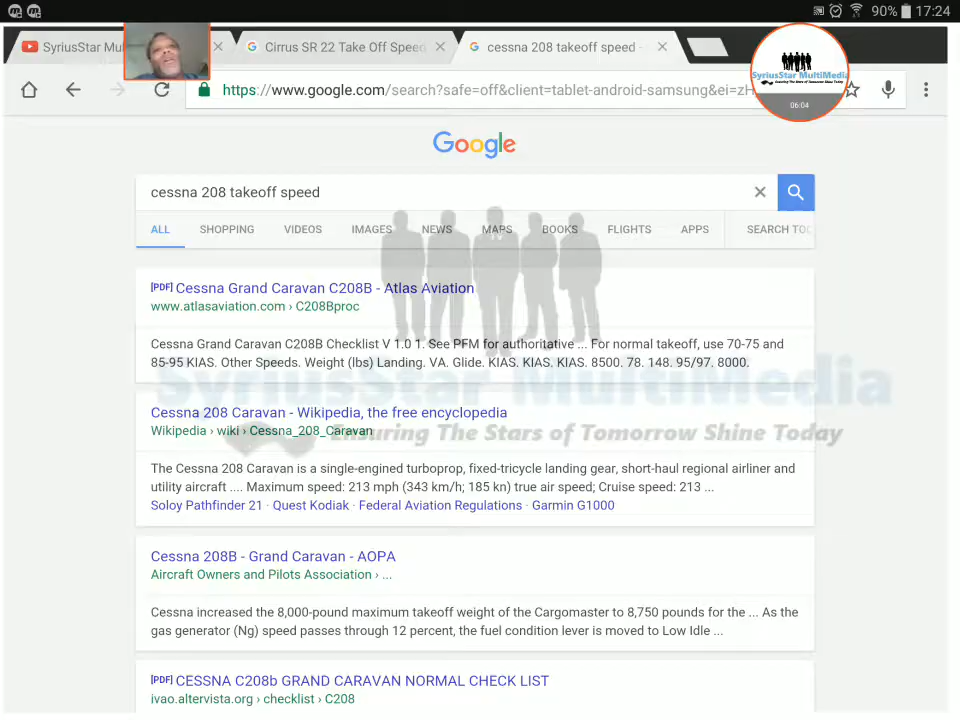 90% 17:24
SyriusStar Mul
Cirrus SR 22 Take Off Speed
cessna 208 takeoff speed -
https://www.google.com/search?safe=off&client=tablet-android-samsung&ei=zH
SyriusStar MultiMedia
Ensuring The Stars of Tomorrow Shine Today
06:04
Google
cessna 208 takeoff speed
ALL SHOPPING VIDEOS IMAGES NEWS MAPS BOOKS FLIGHTS APPS SEARCH TOO
[PDF] Cessna Grand Caravan C208B - Atlas Aviation
www.atlasaviation.com › C208Bproc
Cessna Grand Caravan C208B Checklist V 1.0 1. See PFM for authoritative ... For normal takeoff, use 70-75 and
85-95 KIAS. Other Speeds. Weight (lbs) Landing. VA. Glide. KIAS. KIAS. KIAS. 8500. 78. 148. 95/97. 8000.
SyriusStar MultiMedia
Cessna 208 Caravan - Wikipedia, the free encyclopedia
Wikipedia › wiki › Cessna_208_Caravan
Ensuring The Stars of Tomorrow Shine Today
The Cessna 208 Caravan is a single-engined turboprop, fixed-tricycle landing gear, short-haul regional airliner and
utility aircraft .... Maximum speed: 213 mph (343 km/h; 185 kn) true air speed; Cruise speed: 213 ...
Soloy Pathfinder 21 · Quest Kodiak · Federal Aviation Regulations · Garmin G1000
Cessna 208B - Grand Caravan - AOPA
Aircraft Owners and Pilots Association › ...
Cessna increased the 8,000-pound maximum takeoff weight of the Cargomaster to 8,750 pounds for the ... As the
gas generator (Ng) speed passes through 12 percent, the fuel condition lever is moved to Low Idle ...
[PDF] CESSNA C208b GRAND CARAVAN NORMAL CHECK LIST
ivao.altervista.org › checklist › C208